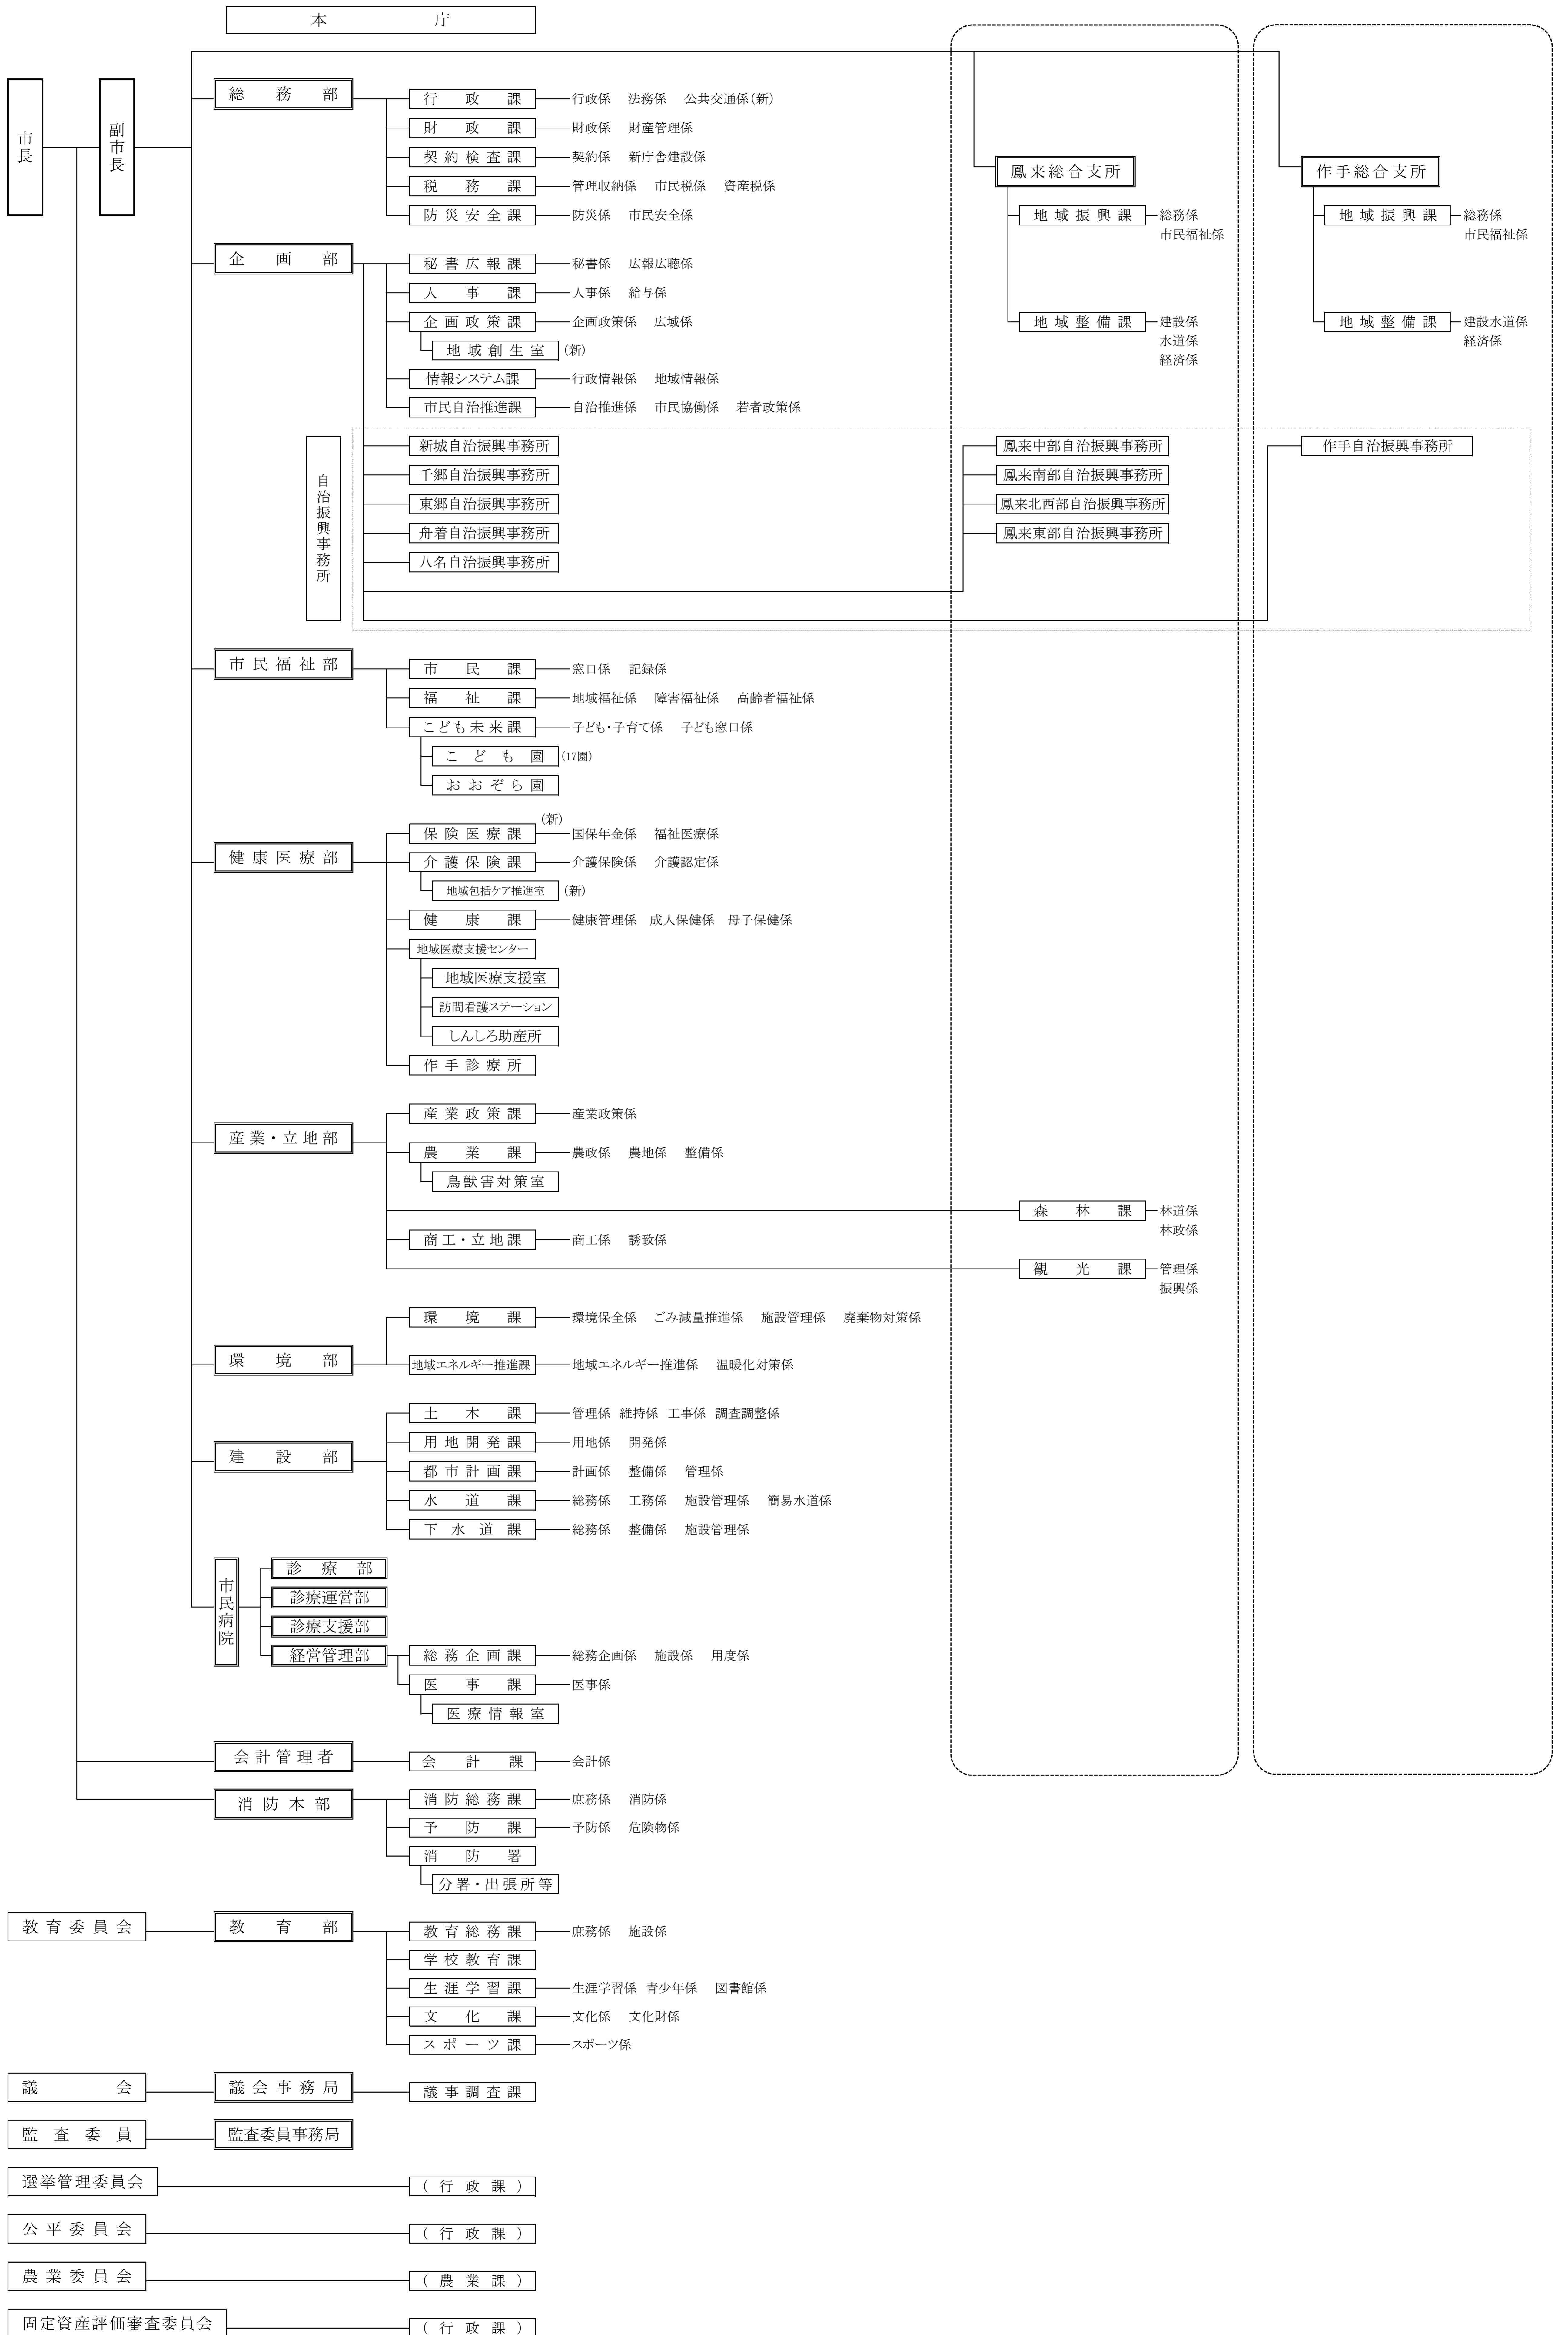 本庁
市長
副市長
総務部
行政課 行政係 法務係 公共交通係(新)
財政課 財政係 財産管理係
契約検査課 契約係 新庁舎建設係
税務課 管理収納係 市民税係 資産税係
防災安全課 防災係 市民安全係
鳳来総合支所
地域振興課 総務係
市民福祉係
地域整備課 建設係
水道係
経済係
作手総合支所
地域振興課 総務係
市民福祉係
地域整備課 建設水道係
経済係
企画部
秘書広報課 秘書係 広報広聴係
人事課 人事係 給与係
企画政策課 企画政策係 広域係
地域創生室 (新)
情報システム課 行政情報係 地域情報係
市民自治推進課 自治推進係 市民協働係 若者政策係
自治振興事務所
新城自治振興事務所 鳳来中部自治振興事務所 作手自治振興事務所
千郷自治振興事務所 鳳来南部自治振興事務所
東郷自治振興事務所 鳳来北西部自治振興事務所
舟着自治振興事務所 鳳来東部自治振興事務所
八名自治振興事務所
市民福祉部
市民課 窓口係 記録係
福祉課 地域福祉係 障害福祉係 高齢者福祉係
こども未来課 子ども・子育て係 子ども窓口係
こども園 (17園)
おおぞら園
健康医療部
(新)
保険医療課 国保年金係 福祉医療係
介護保険課 介護保険係 介護認定係
地域包括ケア推進室 (新)
健康課 健康管理係 成人保健係 母子保健係
地域医療支援センター
地域医療支援室
訪問看護ステーション
しんしろ助産所
作手診療所
産業・立地部
産業政策課 産業政策係
農業課 農政係 農地係 整備係
鳥獣害対策室
森林課 林道係
林政係
商工・立地課 商工係 誘致係
観光課 管理係
振興係
環境部
環境課 環境保全係 ごみ減量推進係 施設管理係 廃棄物対策係
地域エネルギー推進課 地域エネルギー推進係 温暖化対策係
建設部
土木課 管理係 維持係 工事係 調査調整係
用地開発課 用地係 開発係
都市計画課 計画係 整備係 管理係
水道課 総務係 工務係 施設管理係 簡易水道係
下水道課 総務係 整備係 施設管理係
市民病院
診療部
診療運営部
診療支援部
経営管理部 総務企画課 総務企画係 施設係 用度係
医事課 医事係
医療情報室
会計管理者 会計課 会計係
消防本部 消防総務課 庶務係 消防係
予防課 予防係 危険物係
消防署
分署・出張所等
教育委員会 教育部 教育総務課 庶務係 施設係
学校教育課
生涯学習課 生涯学習係 青少年係 図書館係
文化課 文化係 文化財係
スポーツ課 スポーツ係
議会 議会事務局 議事調査課
監査委員 監査委員事務局
選挙管理委員会 (行政課)
公平委員会 (行政課)
農業委員会 (農業課)
固定資産評価審査委員会 (行政課)